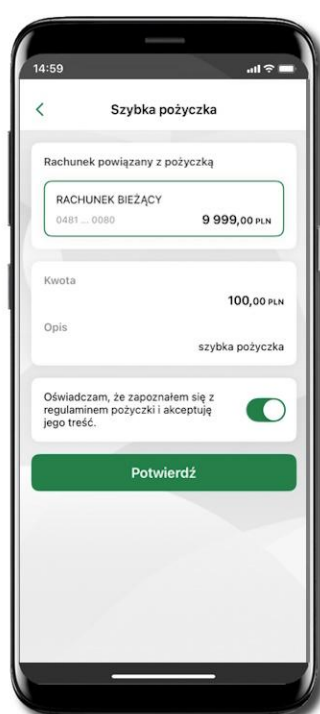 14:59
Szybka pożyczka
Rachunek powiązany z pożyczką
RACHUNEK BIEŻĄCY
0481 ... 0080 9 999,00 PLN
Kwota
100,00 PLN
Opis
szybka pożyczka
Oświadczam, że zapoznałem się z
regulaminem pożyczki i akceptuję
jego treść.
Potwierdź